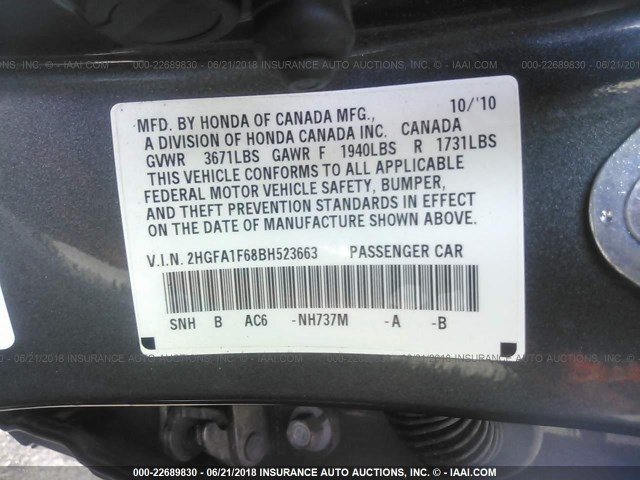 000-22689830 - 06/21/2018 INSURANCE AUTO AUCTIONS, INC. - © - IAAI.COM
MFD. BY HONDA OF CANADA MFG., 10/'10
A DIVISION OF HONDA CANADA INC. CANADA
GVWR 3671LBS GAWR F 1940LBS R 1731LBS
THIS VEHICLE CONFORMS TO ALL APPLICABLE
FEDERAL MOTOR VEHICLE SAFETY, BUMPER,
AND THEFT PREVENTION STANDARDS IN EFFECT
ON THE DATE OF MANUFACTURE SHOWN ABOVE.
V.I.N. 2HGFA1F68BH523663 PASSENGER CAR
SNH B AC6 -NH737M -A -B
000-22689830 - 06/21/2018 INSURANCE AUTO AUCTIONS, INC. - © - IAAI.COM